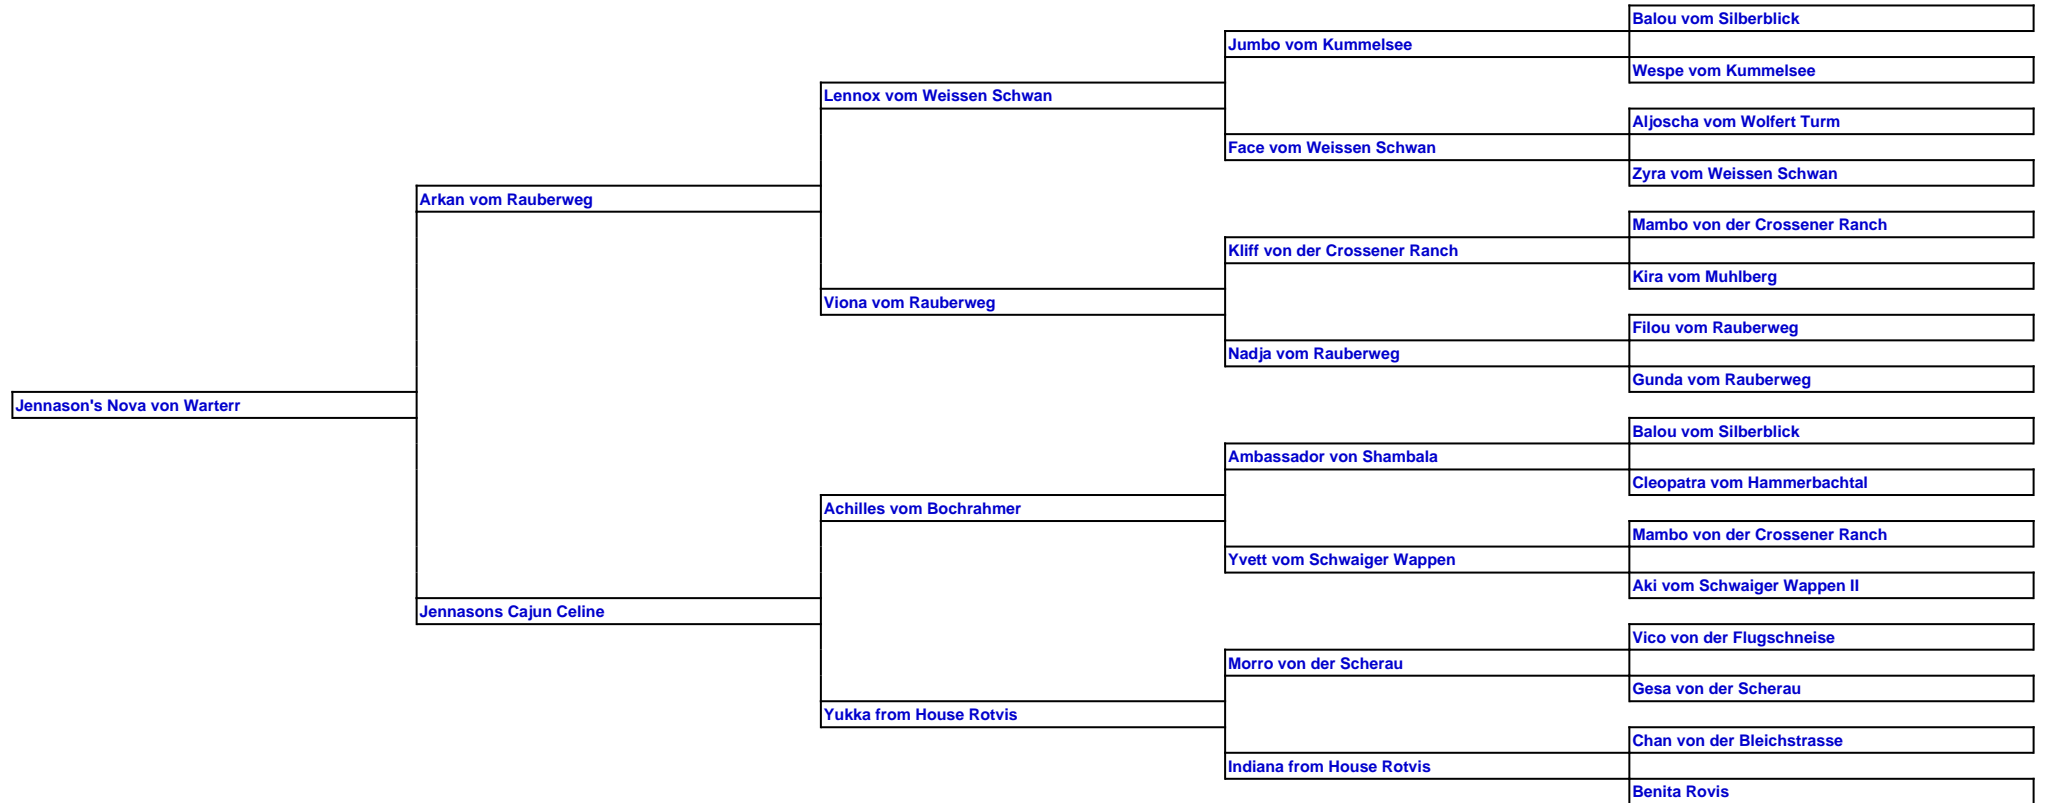 Balou vom Silberblick
Jumbo vom Kummelsee
Wespe vom Kummelsee
Lennox vom Weissen Schwan
Aljoscha vom Wolfert Turm
Face vom Weissen Schwan
Zyra vom Weissen Schwan
Arkan vom Rauberweg
Mambo von der Crossener Ranch
Kliff von der Crossener Ranch
Kira vom Muhlberg
Viona vom Rauberweg
Filou vom Rauberweg
Nadja vom Rauberweg
Gunda vom Rauberweg
Jennason's Nova von Warterr
Balou vom Silberblick
Ambassador von Shambala
Cleopatra vom Hammerbachtal
Achilles vom Bochrahmer
Mambo von der Crossener Ranch
Yvett vom Schwaiger Wappen
Aki vom Schwaiger Wappen II
Jennasons Cajun Celine
Vico von der Flugschneise
Morro von der Scherau
Gesa von der Scherau
Yukka from House Rotvis
Chan von der Bleichstrasse
Indiana from House Rotvis
Benita Rovis